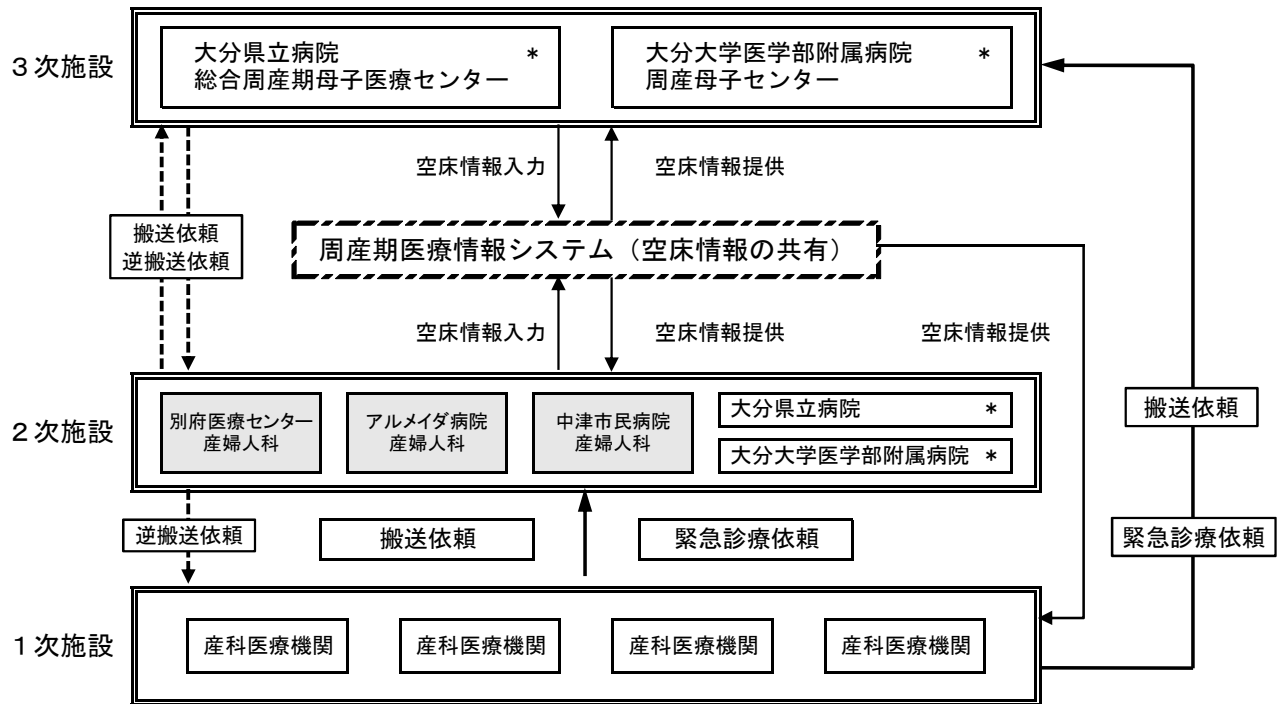 ３次施設
大分県立病院 *
総合周産期母子医療センター
大分大学医学部附属病院 *
周産母子センター
空床情報入力
空床情報提供
搬送依頼
逆搬送依頼
周産期医療情報システム（空床情報の共有）
空床情報入力
空床情報提供
空床情報提供
２次施設
別府医療センター
産婦人科
アルメイダ病院
産婦人科
中津市民病院
産婦人科
大分県立病院 *
大分大学医学部附属病院 *
搬送依頼
逆搬送依頼
搬送依頼
緊急診療依頼
緊急診療依頼
１次施設
産科医療機関
産科医療機関
産科医療機関
産科医療機関